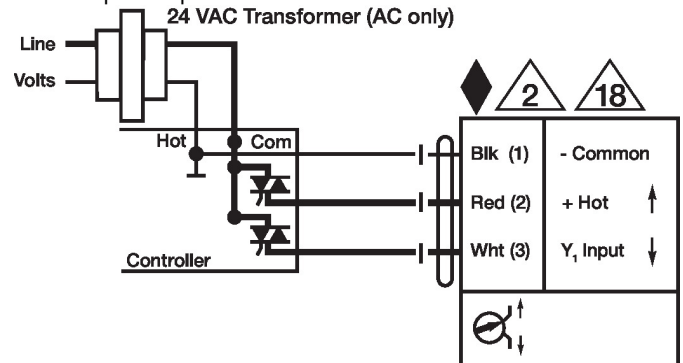 24 VAC Transformer (AC only)
Line
Volts
2
18
Hot
Com
Blk (1)
- Common
Red (2)
+ Hot
Wht (3)
Y1 Input
Controller